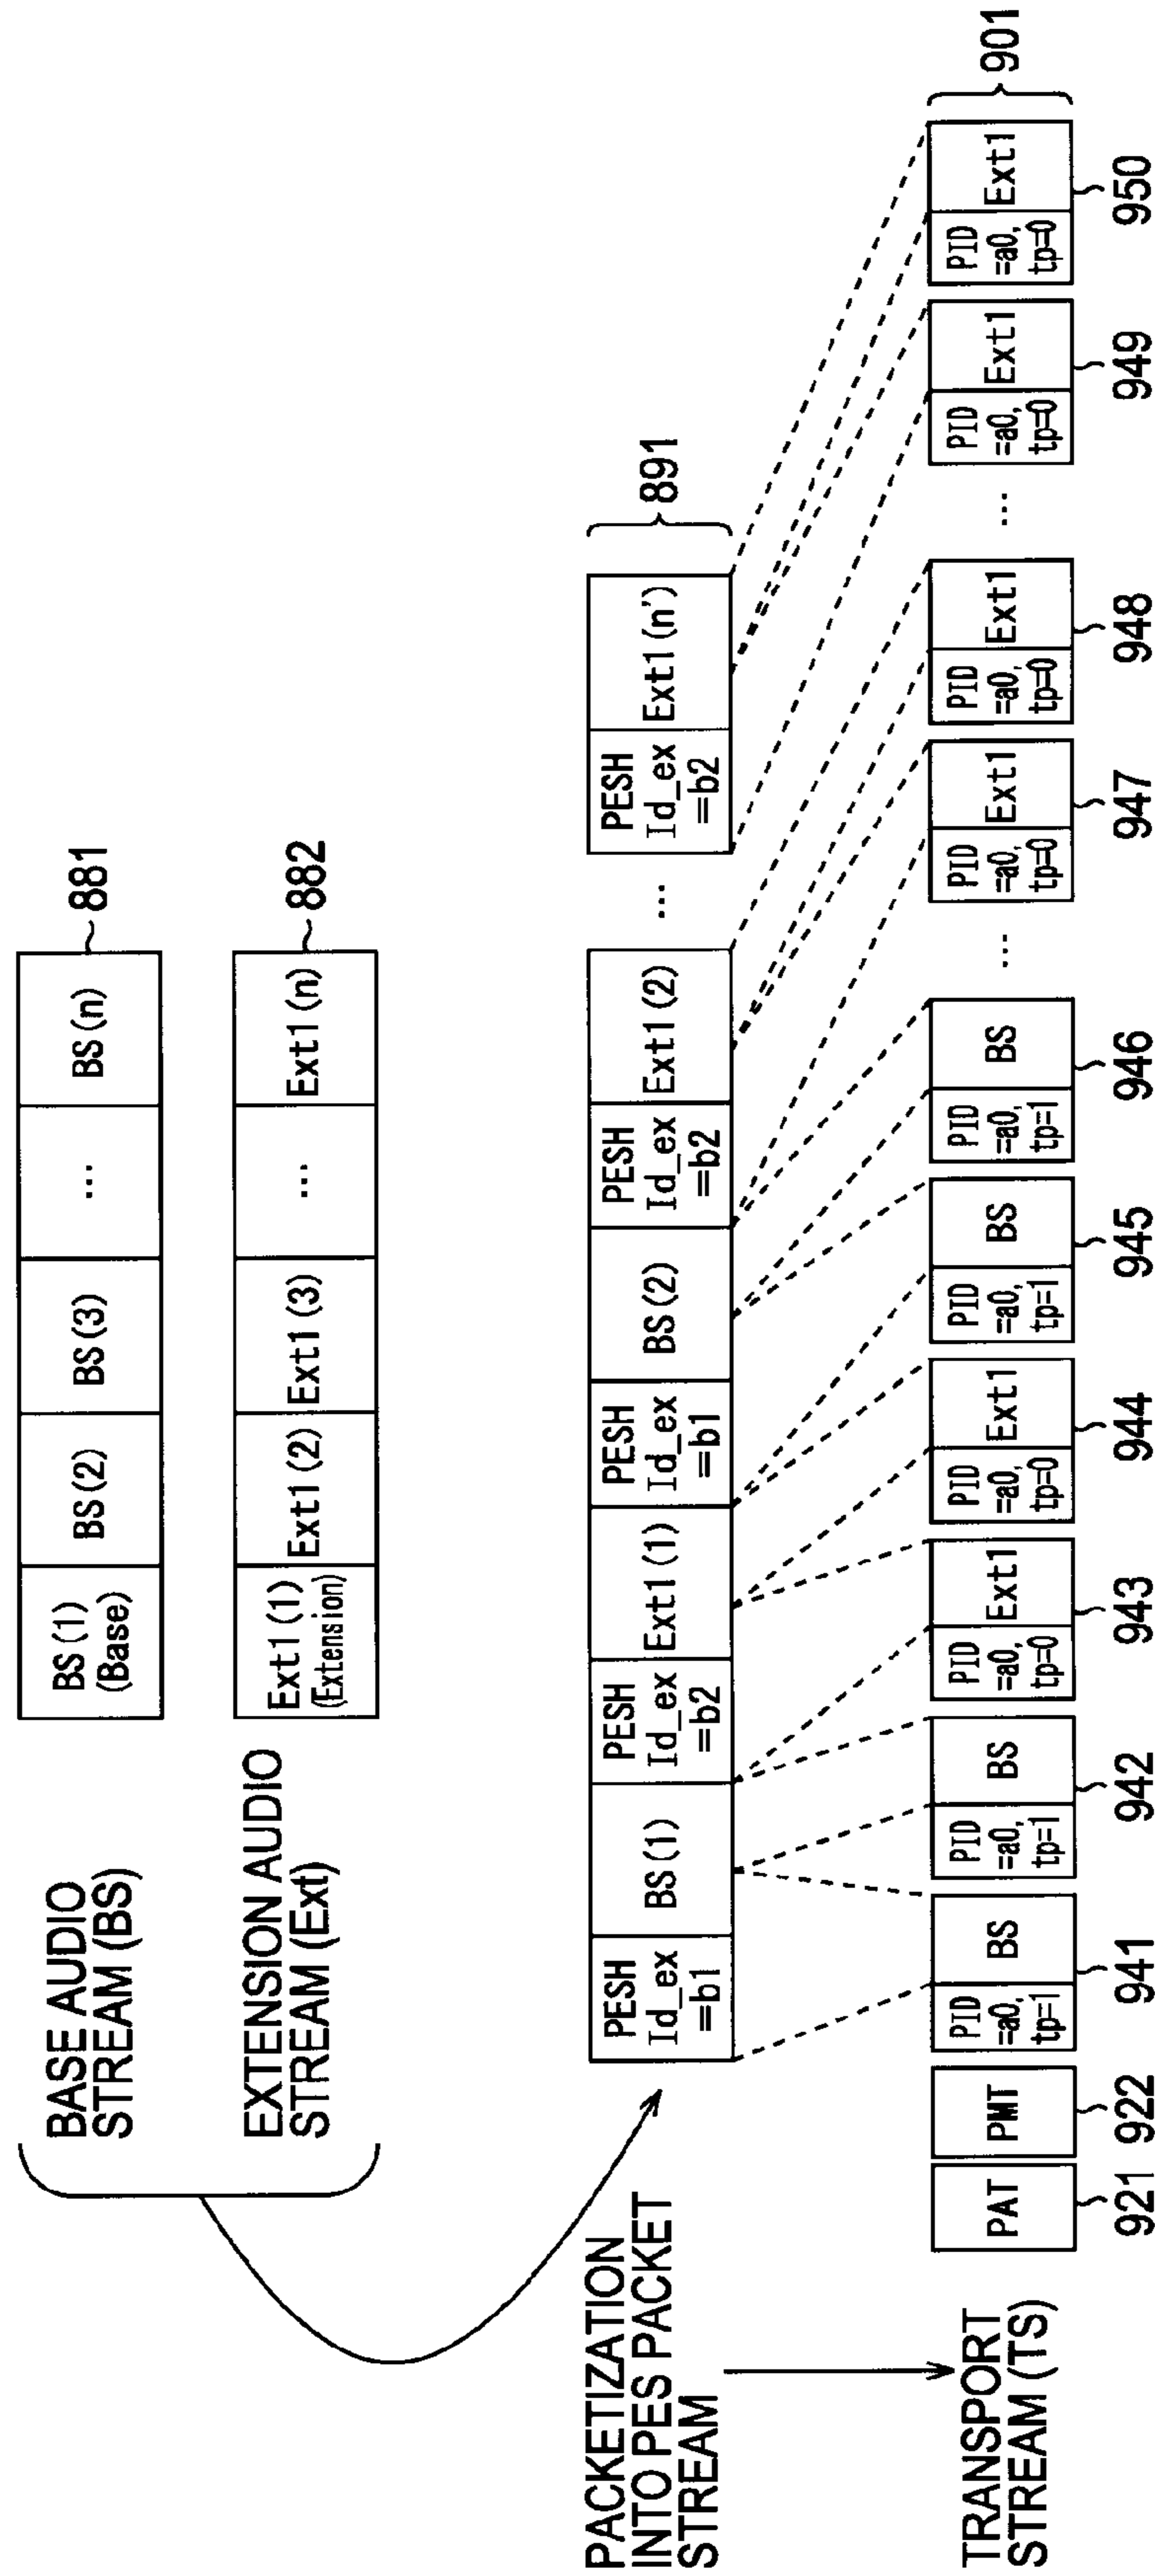 BASE AUDIO
STREAM (BS)
BS(1)
(Base)
BS(2)
BS(3)
...
BS(n)
881
EXTENSION AUDIO
STREAM (Ext)
Ext1(1)
(Extension)
Ext1(2)
Ext1(3)
...
Ext1(n)
882
PACKETIZATION
INTO PES PACKET
STREAM
PESH
Id_ex
=b1
BS(1)
PESH
Id_ex
=b2
Ext1(1)
PESH
Id_ex
=b1
BS(2)
PESH
Id_ex
=b2
Ext1(2)
...
PESH
Id_ex
=b2
Ext1(n')
891
TRANSPORT
STREAM (TS)
PAT
PMT
PID
=a0,
tp=1
BS
PID
=a0,
tp=1
BS
PID
=a0,
tp=0
Ext1
PID
=a0,
tp=0
Ext1
PID
=a0,
tp=1
BS
PID
=a0,
tp=1
BS
...
PID
=a0,
tp=0
Ext1
PID
=a0,
tp=0
Ext1
...
PID
=a0,
tp=0
Ext1
PID
=a0,
tp=0
Ext1
901
921
922
941
942
943
944
945
946
947
948
949
950